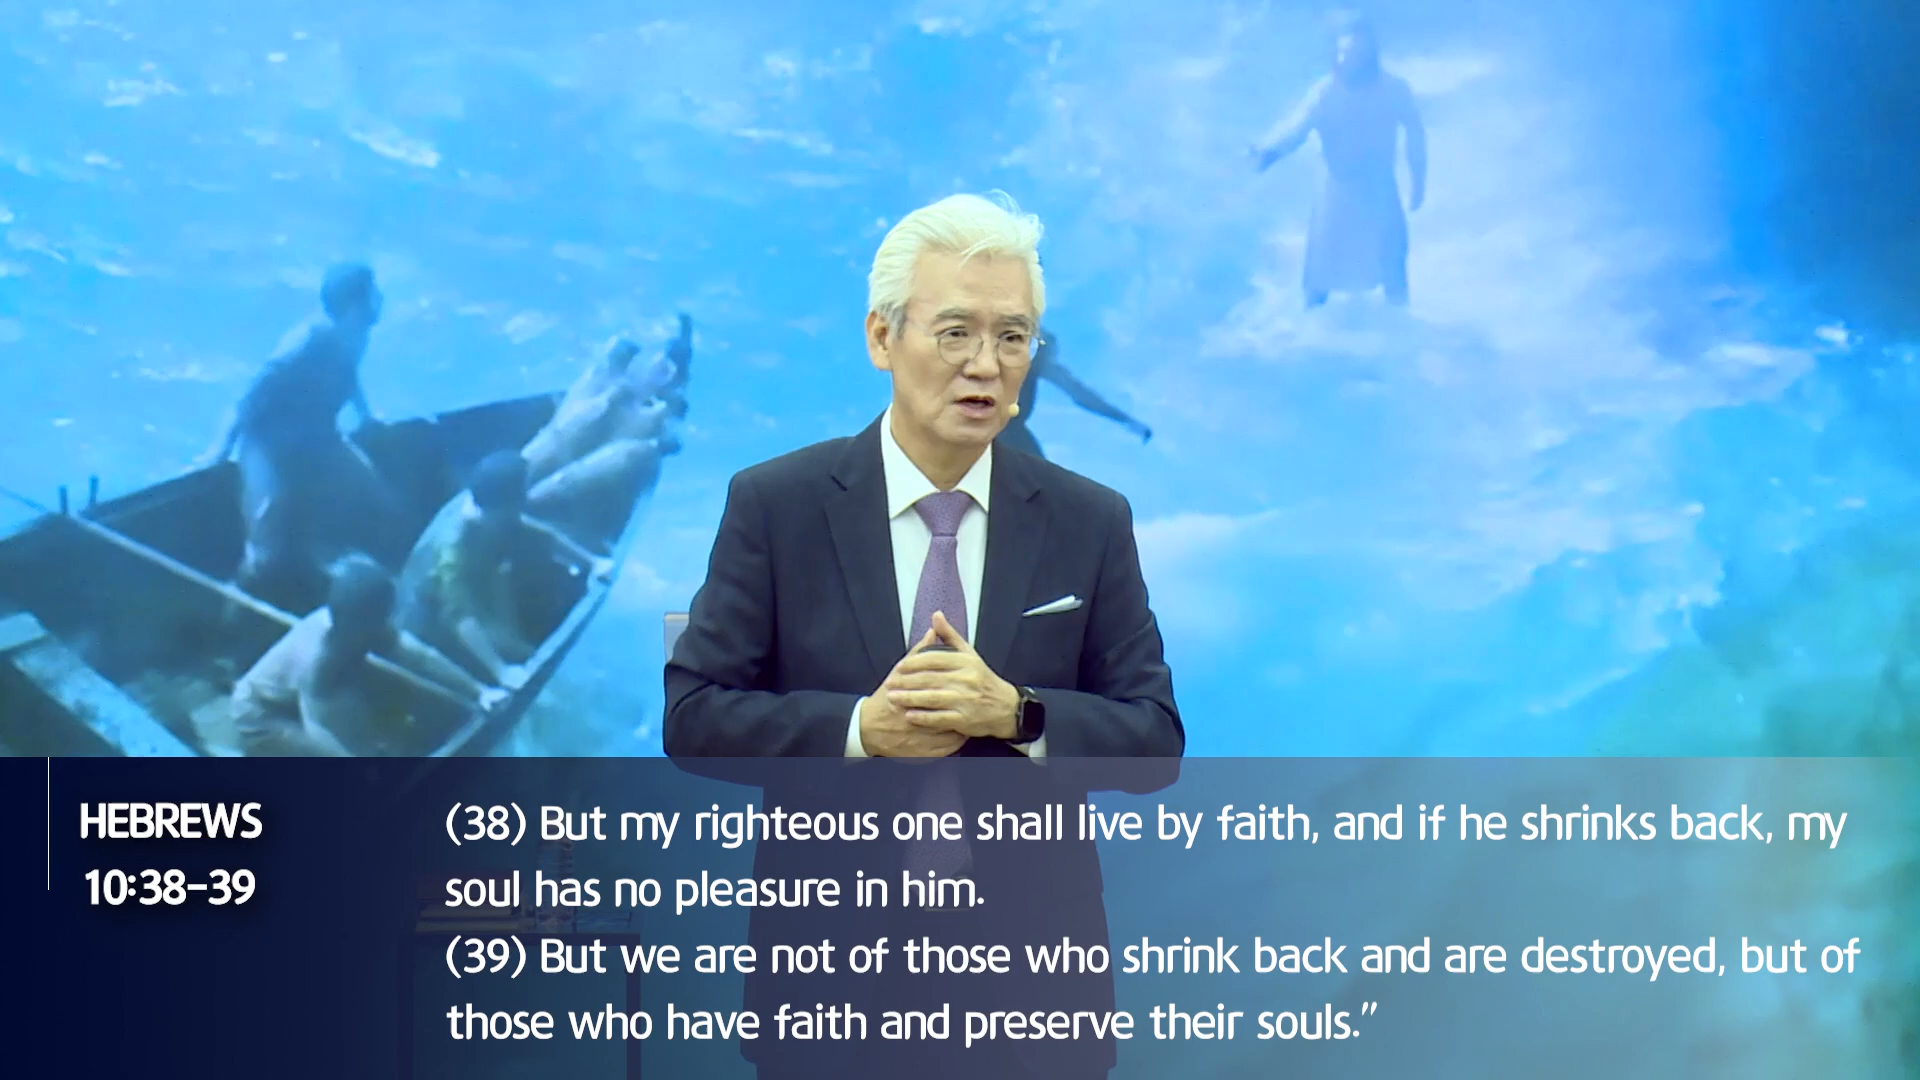 HEBREWS
10:38-39
(38) But my righteous one shall live by faith, and if he shrinks back, my
soul has no pleasure in him.
(39) But we are not of those who shrink back and are destroyed, but of
those who have faith and preserve their souls.”